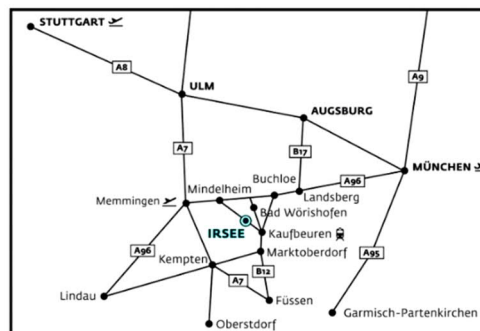 STUTTGART
A8
A9
ULM
AUGSBURG
A7
B17
MÜNCHEN
Buchloe
A96
Mindelheim
Landsberg
Memmingen
Bad Wörishofen
IRSEE
Kaufbeuren
A96
Marktoberdorf
A95
Kempten
B12
A7
Lindau
Füssen
Garmisch-Partenkirchen
Oberstdorf